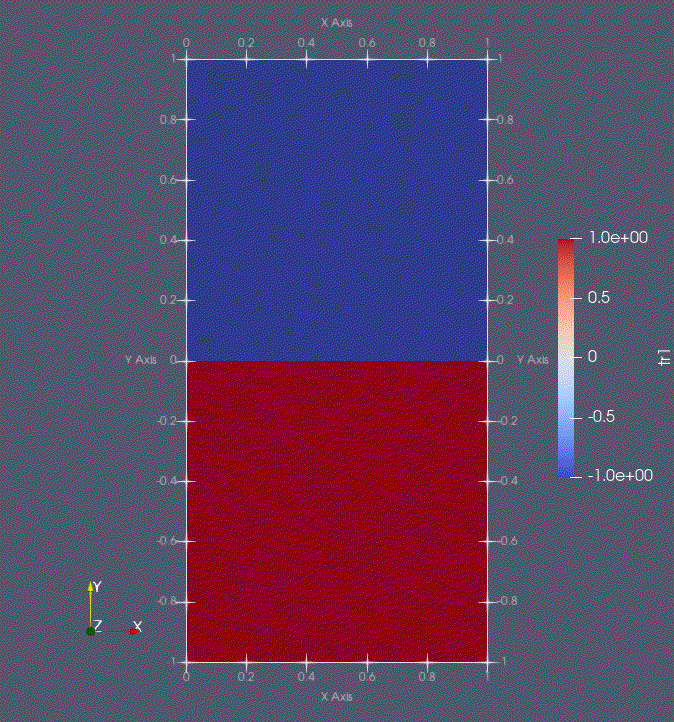 X Axis
0 0.2 0.4 0.6 0.8 1
1 1
0.8 0.8
0.6 0.6
0.4 0.4
0.2 0.2
Y Axis 0 0 Y Axis
-0.2 -0.2
-0.4 -0.4
-0.6 -0.6
-0.8 -0.8
-1 -1
0 0.2 0.4 0.6 0.8 1
X Axis
1.0e+00
0.5
0
-0.5
-1.0e+00
tr1
Y
Z X